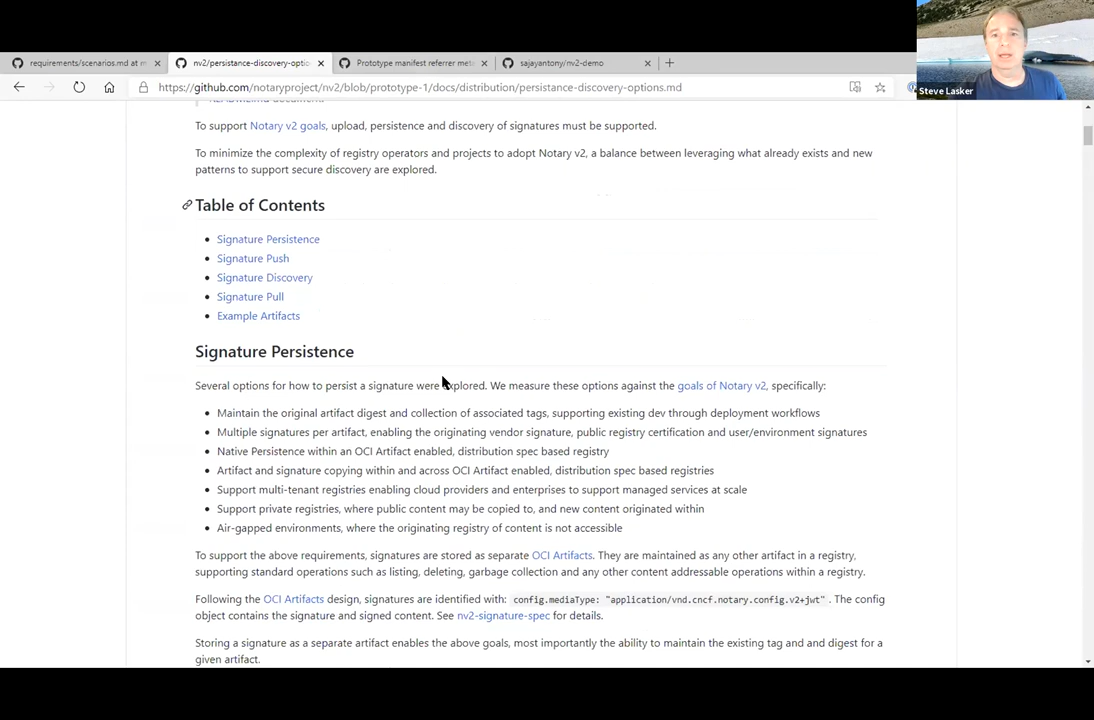 requirements/scenarios.md at m
nv2/persistance-discovery-optio
Prototype manifest referrer met
sajayantony/nv2-demo
https://github.com/notaryproject/nv2/blob/prototype-1/docs/distribution/persistance-discovery-options.md
Steve Lasker
To support Notary v2 goals, upload, persistence and discovery of signatures must be supported.
To minimize the complexity of registry operators and projects to adopt Notary v2, a balance between leveraging what already exists and new
patterns to support secure discovery are explored.
Table of Contents
Signature Persistence
Signature Push
Signature Discovery
Signature Pull
Example Artifacts
Signature Persistence
Several options for how to persist a signature were explored. We measure these options against the goals of Notary v2, specifically:
Maintain the original artifact digest and collection of associated tags, supporting existing dev through deployment workflows
Multiple signatures per artifact, enabling the originating vendor signature, public registry certification and user/environment signatures
Native Persistence within an OCI Artifact enabled, distribution spec based registry
Artifact and signature copying within and across OCI Artifact enabled, distribution spec based registries
Support multi-tenant registries enabling cloud providers and enterprises to support managed services at scale
Support private registries, where public content may be copied to, and new content originated within
Air-gapped environments, where the originating registry of content is not accessible
To support the above requirements, signatures are stored as separate OCI Artifacts. They are maintained as any other artifact in a registry,
supporting standard operations such as listing, deleting, garbage collection and any other content addressable operations within a registry.
Following the OCI Artifacts design, signatures are identified with: config.mediaType: "application/vnd.cncf.notary.config.v2+jwt" . The config
object contains the signature and signed content. See nv2-signature-spec for details.
Storing a signature as a separate artifact enables the above goals, most importantly the ability to maintain the existing tag and and digest for a
given artifact.